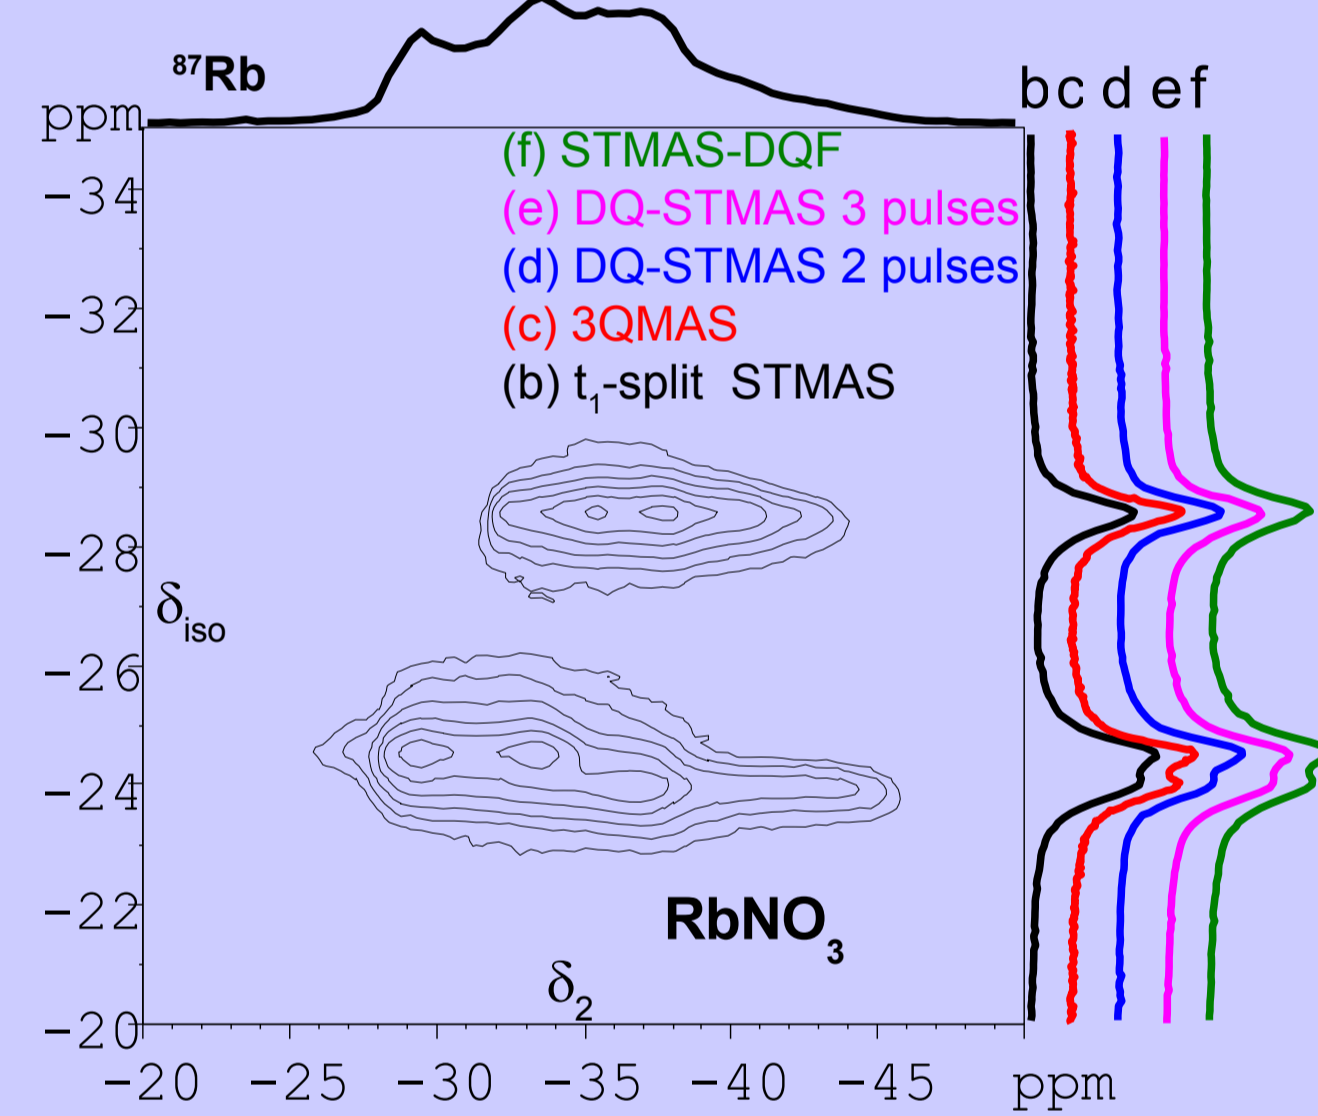 ⁸⁷Rb
ppm
b c d e f
(f) STMAS-DQF
(e) DQ-STMAS 3 pulses
(d) DQ-STMAS 2 pulses
(c) 3QMAS
(b) t₁-split STMAS
−34
−32
−30
−28
δiso
−26
−24
−22
RbNO₃
δ₂
−20
−20 −25 −30 −35 −40 −45 ppm